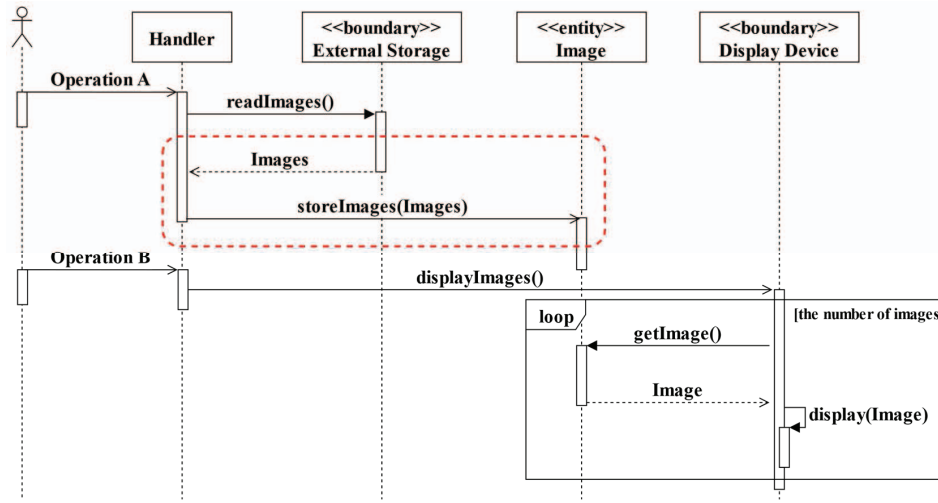 Handler
<<boundary>>
External Storage
<<entity>>
Image
<<boundary>>
Display Device
Operation A
readImages()
Images
storeImages(Images)
Operation B
displayImages()
loop
[the number of images
getImage()
Image
display(Image)